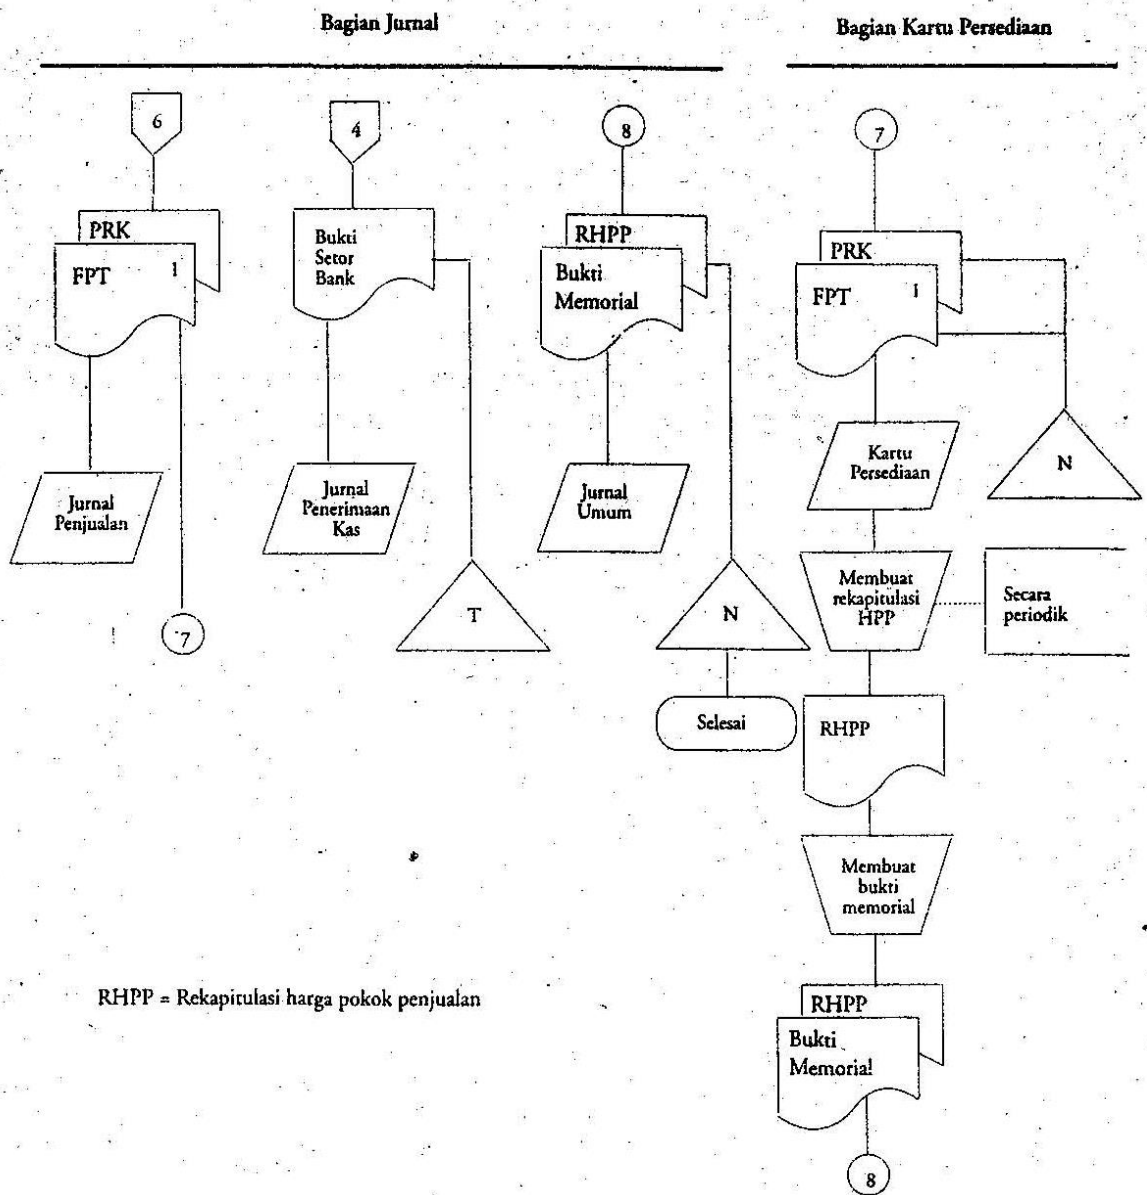 Bagian Jurnal
Bagian Kartu Persediaan
6
4
8
7
PRK
FPT 1
Bukti
Setor
Bank
RHPP
Bukti
Memorial
PRK
FPT 1
Jurnal
Penjualan
Jurnal
Penerimaan
Kas
Jurnal
Umum
Kartu
Persediaan
N
7
T
N
Membuat
rekapitulasi
HPP
Secara
periodik
Selesai
RHPP
Membuat
bukti
memorial
RHPP = Rekapitulasi harga pokok penjualan
RHPP
Bukti
Memorial
8